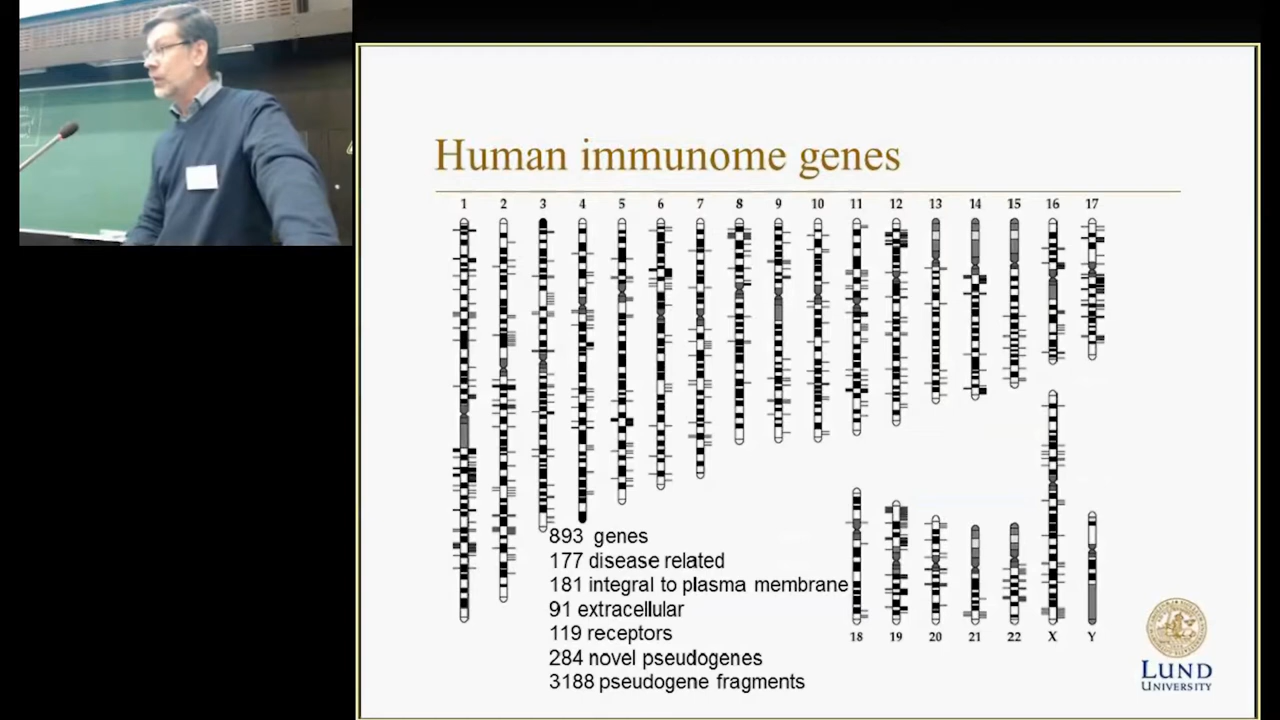 Human immunome genes
1 2 3 4 5 6 7 8 9 10 11 12 13 14 15 16 17
893 genes
177 disease related
181 integral to plasma membrane
91 extracellular
119 receptors
284 novel pseudogenes
3188 pseudogene fragments
18 19 20 21 22 X Y
LUND
UNIVERSITY